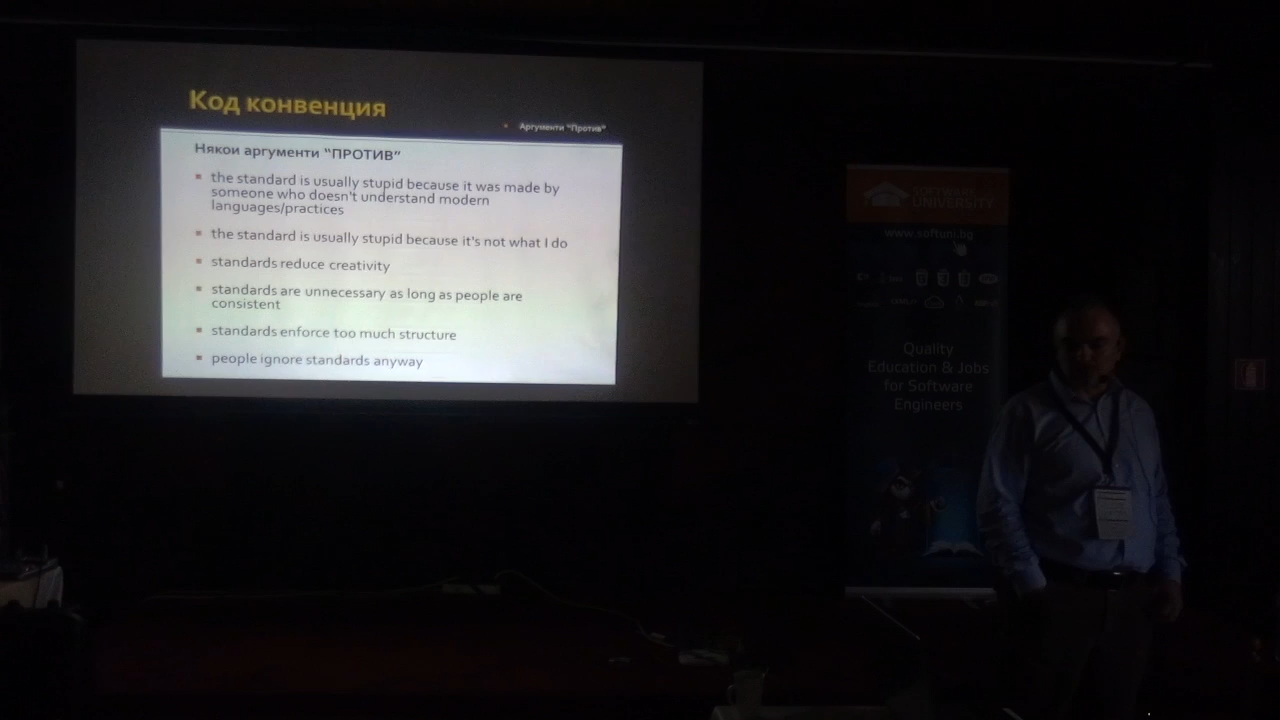 Код конвенция
Аргументи “Против”
Някои аргументи “ПРОТИВ”
the standard is usually stupid because it was made by
someone who doesn't understand modern
languages/practices
the standard is usually stupid because it's not what I do
standards reduce creativity
standards are unnecessary as long as people are
consistent
standards enforce too much structure
people ignore standards anyway
SOFTWARE
UNIVERSITY
www.softuni.bg
Quality
Education & Jobs
for Software
Engineers